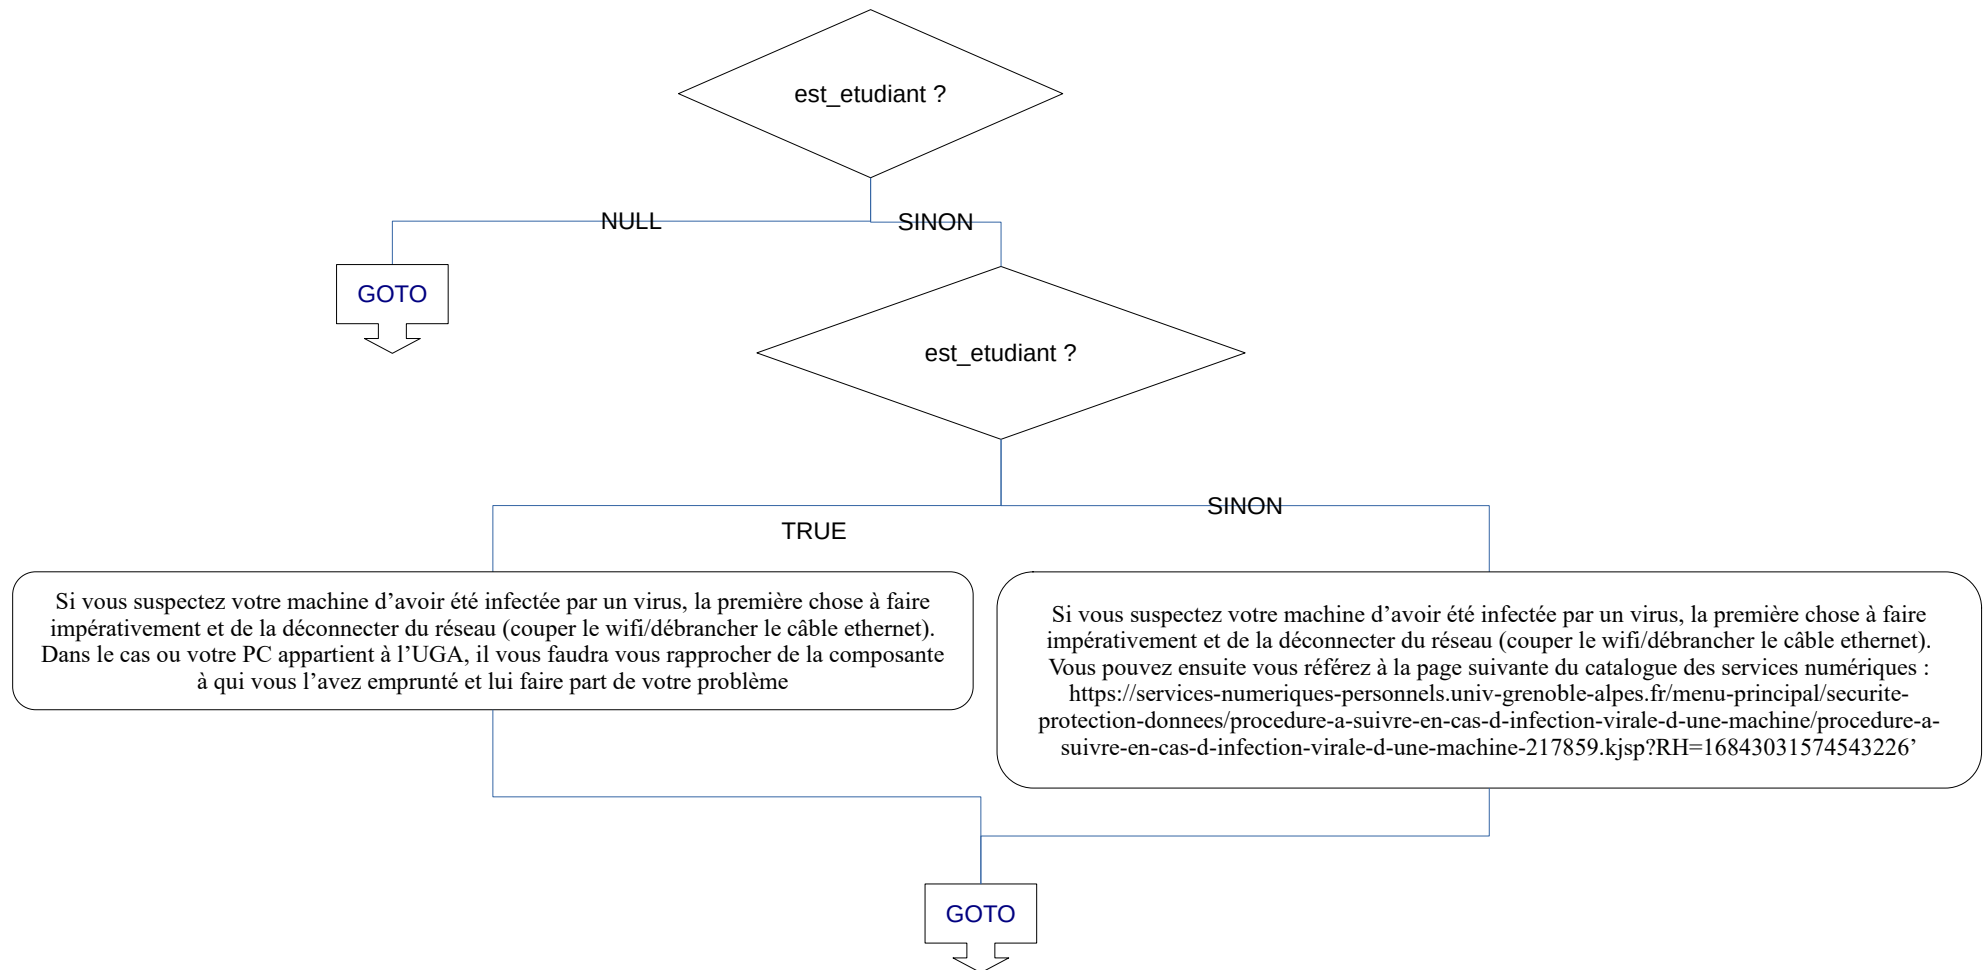 est_etudiant ?
NULL
SINON
GOTO
est_etudiant ?
SINON
TRUE
Si vous suspectez votre machine d’avoir été infectée par un virus, la première chose à faire
impérativement et de la déconnecter du réseau (couper le wifi/débrancher le câble ethernet).
Dans le cas ou votre PC appartient à l’UGA, il vous faudra vous rapprocher de la composante
à qui vous l’avez emprunté et lui faire part de votre problème
Si vous suspectez votre machine d’avoir été infectée par un virus, la première chose à faire
impérativement et de la déconnecter du réseau (couper le wifi/débrancher le câble ethernet).
Vous pouvez ensuite vous référez à la page suivante du catalogue des services numériques :
https://services-numeriques-personnels.univ-grenoble-alpes.fr/menu-principal/securite-
protection-donnees/procedure-a-suivre-en-cas-d-infection-virale-d-une-machine/procedure-a-
suivre-en-cas-d-infection-virale-d-une-machine-217859.kjsp?RH=16843031574543226’
GOTO